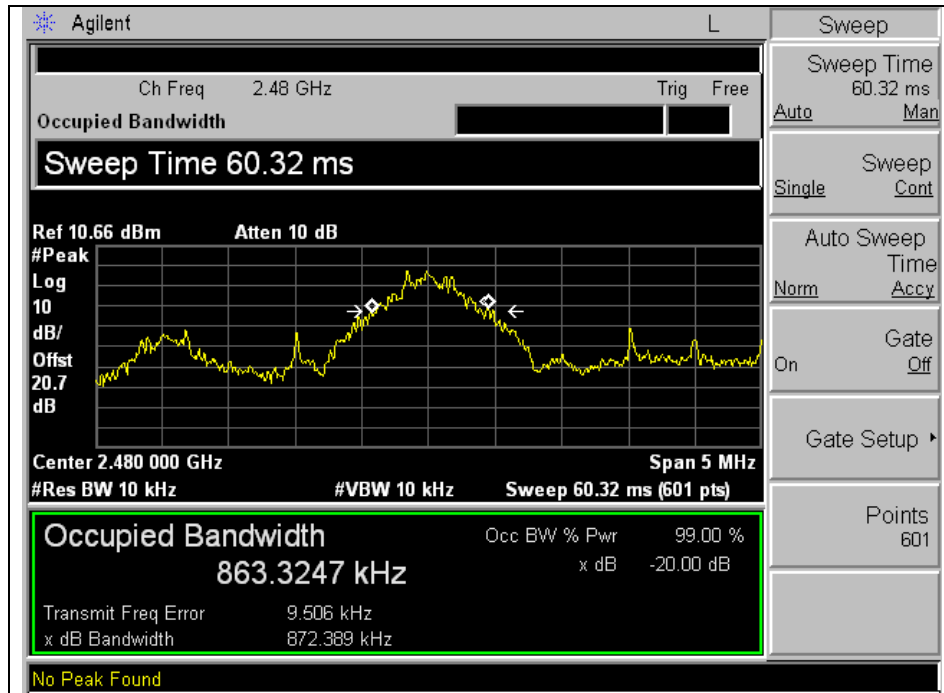 Agilent L Sweep
Ch Freq 2.48 GHz Trig Free
Occupied Bandwidth
Sweep Time 60.32 ms
Ref 10.66 dBm Atten 10 dB
#Peak
Log
10
dB/
Offst
20.7
dB
Center 2.480 000 GHz Span 5 MHz
#Res BW 10 kHz #VBW 10 kHz Sweep 60.32 ms (601 pts)
Occupied Bandwidth
863.3247 kHz
Occ BW % Pwr 99.00 %
x dB -20.00 dB
Transmit Freq Error 9.506 kHz
x dB Bandwidth 872.389 kHz
No Peak Found
Sweep Time
60.32 ms
Auto Man
Sweep
Single Cont
Auto Sweep
Time
Norm Accy
Gate
On Off
Gate Setup
Points
601